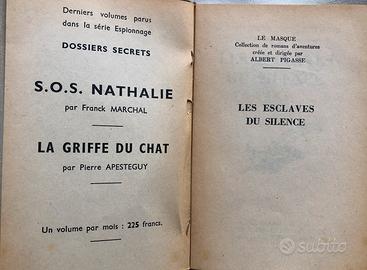 Derniers volumes parus
dans la série Espionnage
DOSSIERS SECRETS
S.O.S. NATHALIE
par Franck MARCHAL
LA GRIFFE DU CHAT
par Pierre APESTEGUY
Un volume par mois : 225 francs.
LE MASQUE
Collection de romans d'aventures
créée et dirigée par
ALBERT PIGASSE
LES ESCLAVES
DU SILENCE
subito